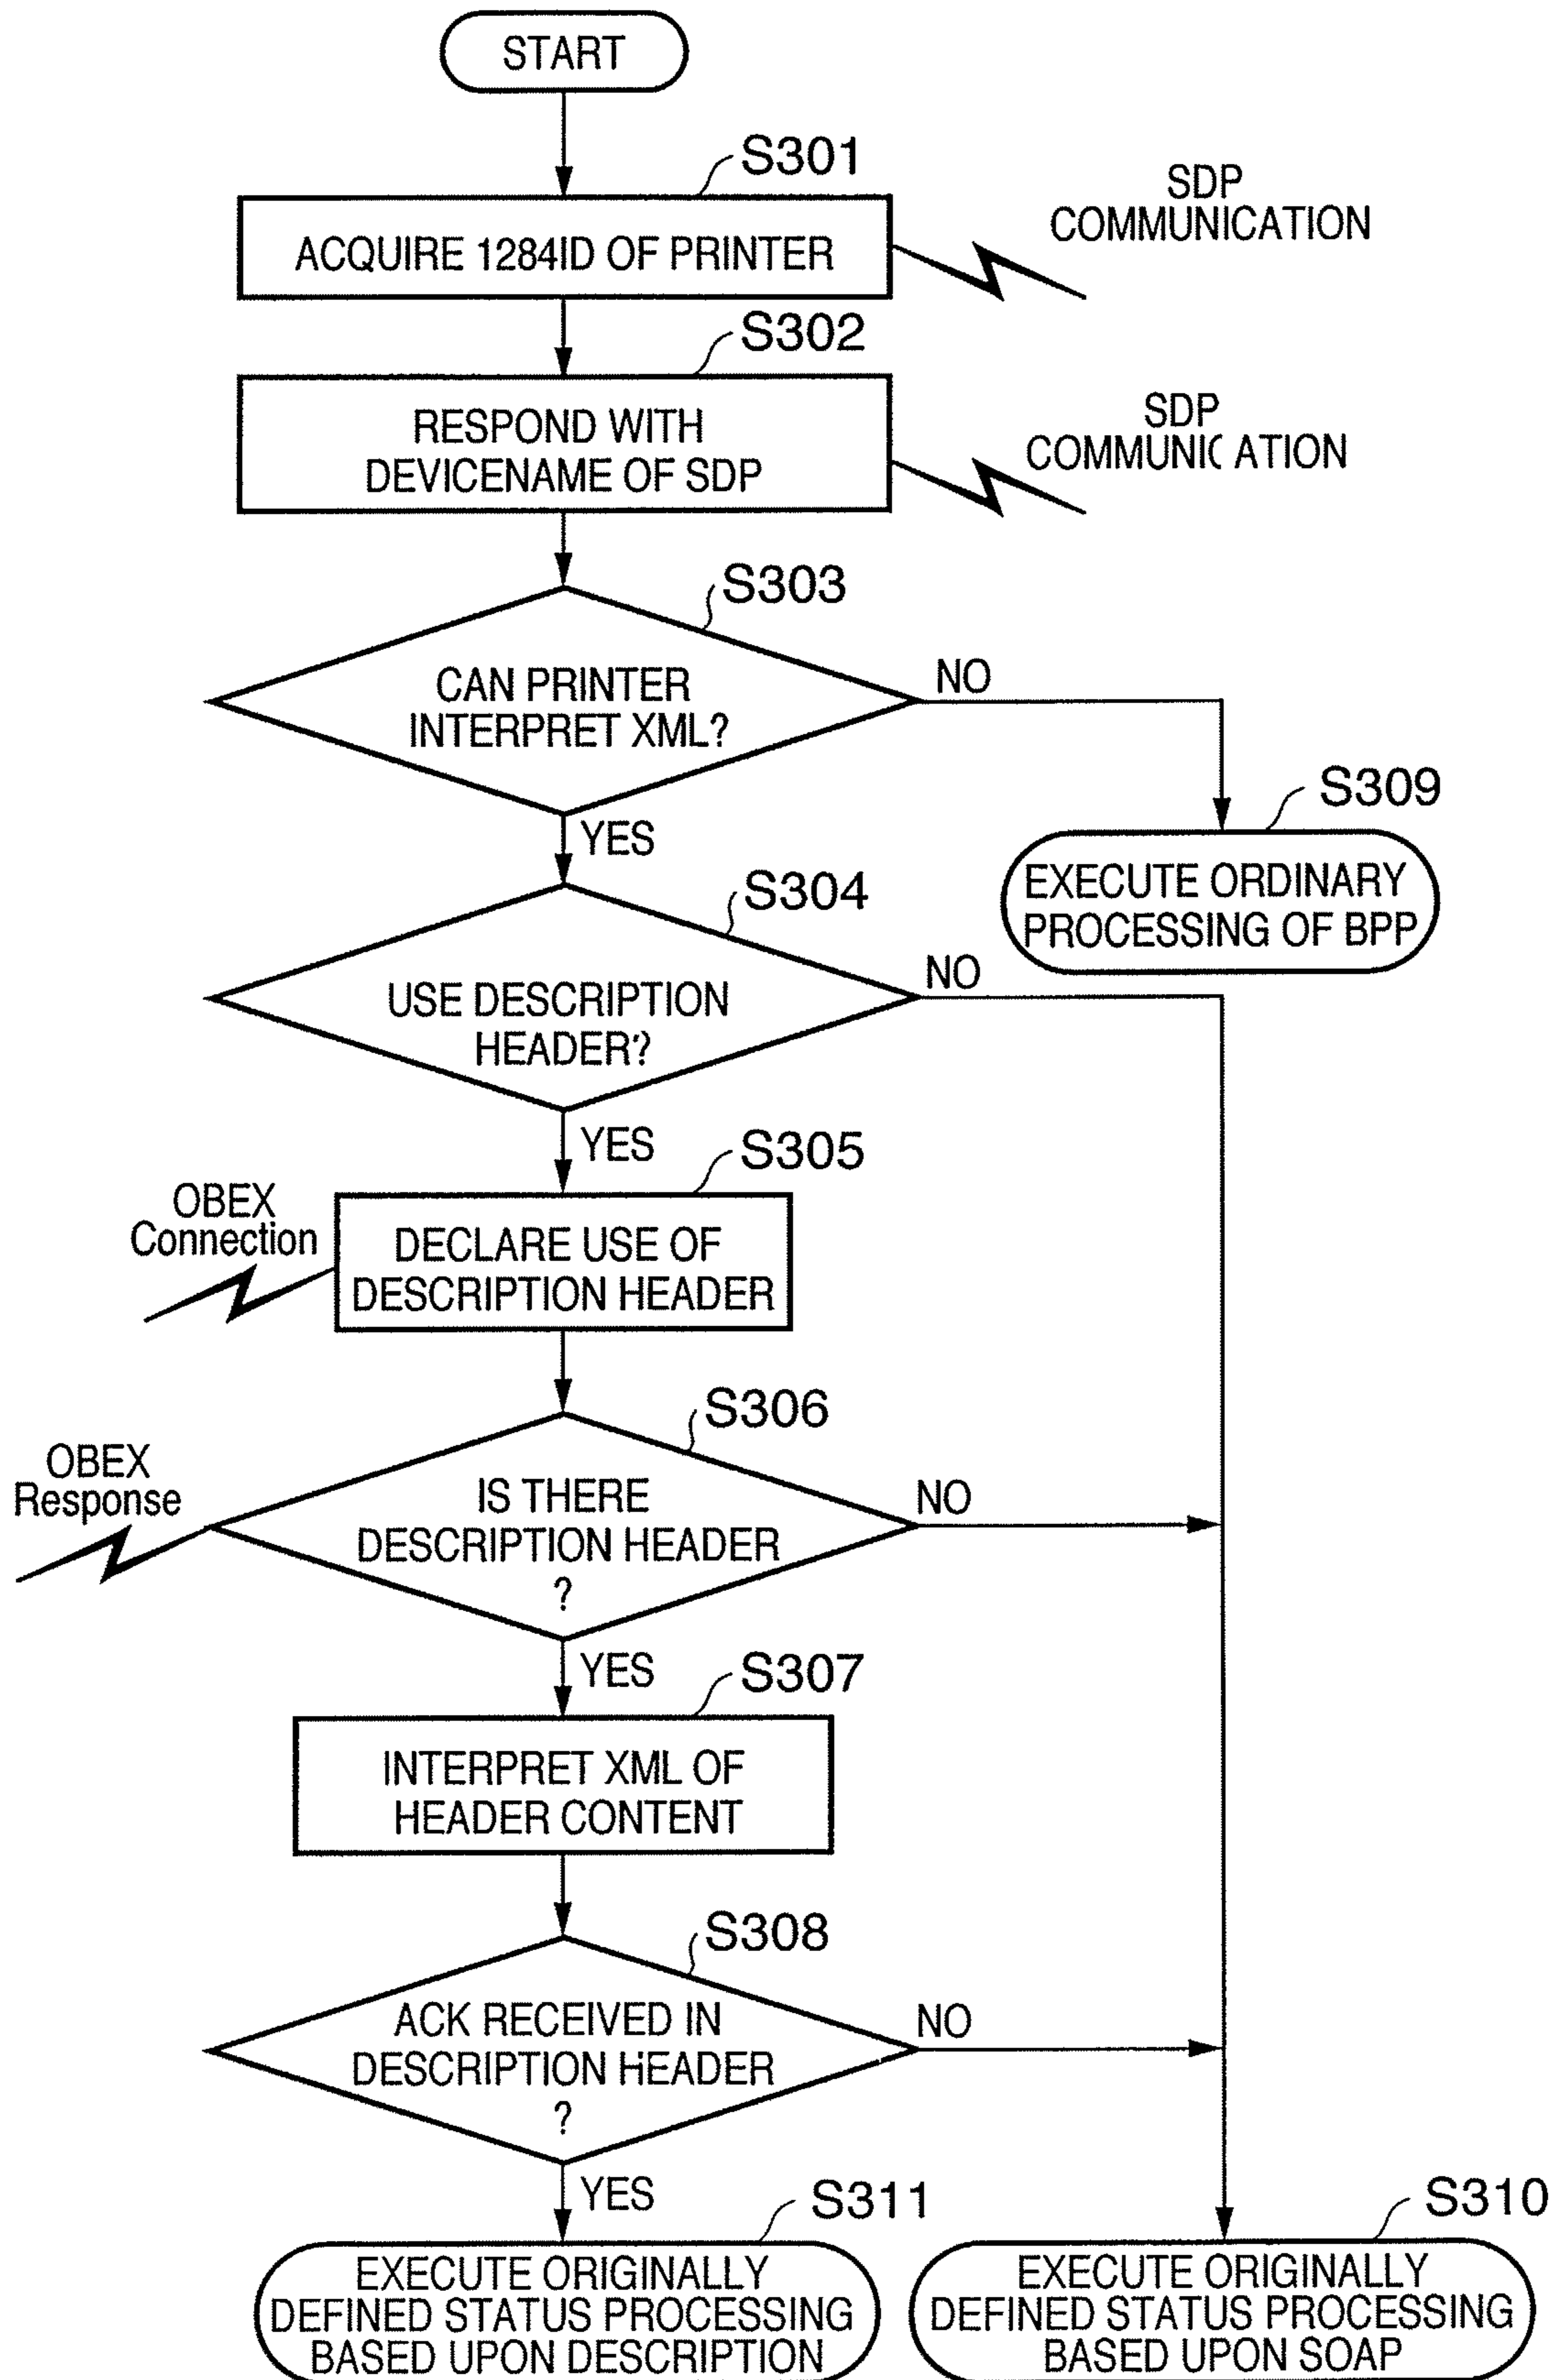 START
S301
ACQUIRE 1284ID OF PRINTER
SDP
COMMUNICATION
S302
RESPOND WITH
DEVICENAME OF SDP
SDP
COMMUNICATION
S303
CAN PRINTER
INTERPRET XML?
NO
YES
S309
EXECUTE ORDINARY
PROCESSING OF BPP
S304
USE DESCRIPTION
HEADER?
NO
YES
S305
OBEX
Connection
DECLARE USE OF
DESCRIPTION HEADER
S306
OBEX
Response
IS THERE
DESCRIPTION HEADER
?
NO
YES
S307
INTERPRET XML OF
HEADER CONTENT
S308
ACK RECEIVED IN
DESCRIPTION HEADER
?
NO
YES
S311
EXECUTE ORIGINALLY
DEFINED STATUS PROCESSING
BASED UPON DESCRIPTION
S310
EXECUTE ORIGINALLY
DEFINED STATUS PROCESSING
BASED UPON SOAP